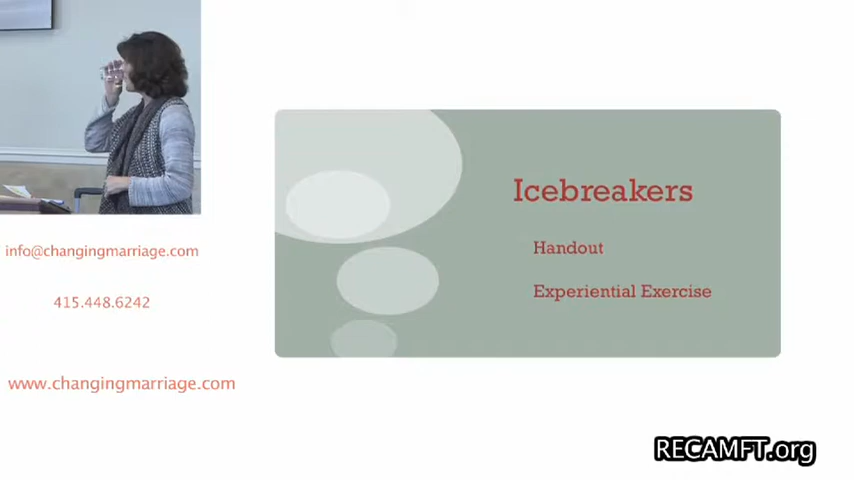 Icebreakers
Handout
Experiential Exercise
info@changingmarriage.com
415.448.6242
www.changingmarriage.com
RECAMFT.org